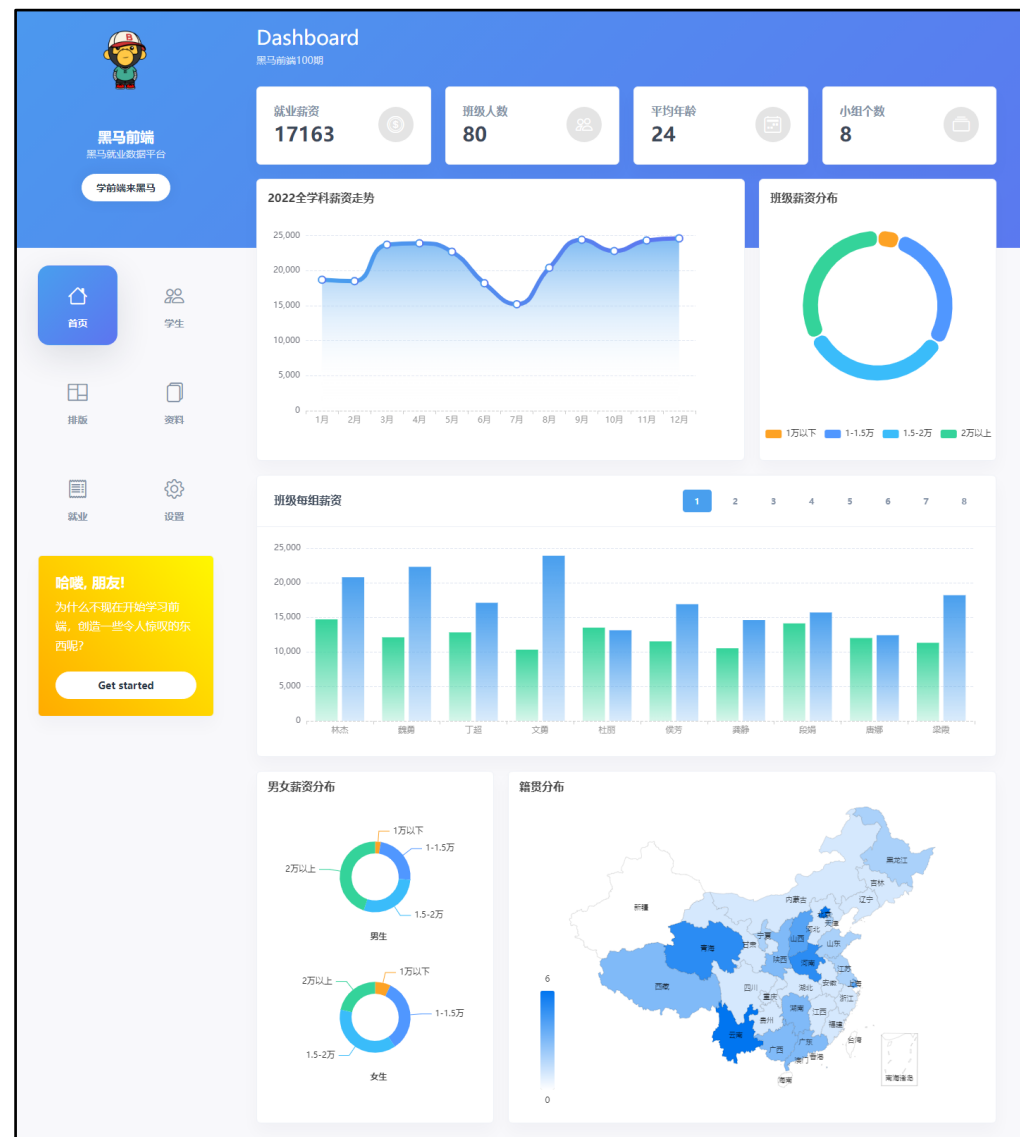 Dashboard
黑马前端100期
黑马前端
黑马就业数据平台
学前端来黑马
首页
学生
排版
资料
就业
设置
哈喽, 朋友!
为什么不现在开始学习前
端，创造一些令人惊叹的东
西呢?
Get started
就业薪资
17163
班级人数
80
平均年龄
24
小组个数
8
2022全学科薪资走势
25,000
20,000
15,000
10,000
5,000
0
1月 2月 3月 4月 5月 6月 7月 8月 9月 10月 11月 12月
班级薪资分布
1万以下 1-1.5万 1.5-2万 2万以上
班级每组薪资
1 2 3 4 5 6 7 8
25,000
20,000
15,000
10,000
5,000
0
林杰 魏勇 丁超 文勇 杜丽 侯芳 龚静 段娟 唐娜 梁霞
男女薪资分布
1万以下
1-1.5万
2万以上
1.5-2万
男生
1万以下
2万以上
1-1.5万
1.5-2万
女生
籍贯分布
黑龙江
吉林
辽宁
内蒙古
新疆
北京
天津
河北
宁夏
山西
山东
青海
甘肃
陕西
河南
江苏
西藏
四川
湖北
安徽
上海
重庆
浙江
湖南
江西
贵州
福建
云南
广西
广东
台湾
澳门
香港
海南
南海诸岛
6
0